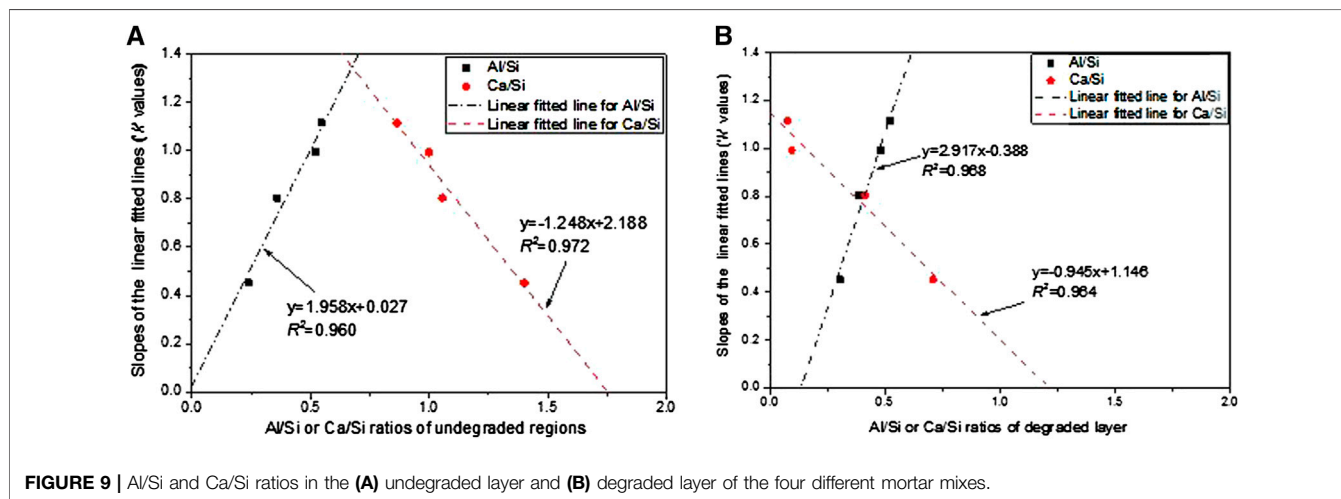 A
Slopes of the linear fitted lines ('k' values)
1.4
1.2
1.0
0.8
0.6
0.4
0.2
0.0
Al/Si
Ca/Si
Linear fitted line for Al/Si
Linear fitted line for Ca/Si
y=-1.248x+2.188
R²=0.972
y=1.958x+0.027
R²=0.960
0.0 0.5 1.0 1.5 2.0
Al/Si or Ca/Si ratios of undegraded regions
B
Slopes of the linear fitted lines ('k' values)
1.4
1.2
1.0
0.8
0.6
0.4
0.2
0.0
Al/Si
Ca/Si
Linear fitted line for Al/Si
Linear fitted line for Ca/Si
y=2.917x-0.388
R²=0.968
y=-0.945x+1.146
R²=0.964
0.0 0.5 1.0 1.5 2.0
Al/Si or Ca/Si ratios of degraded layer
FIGURE 9 | Al/Si and Ca/Si ratios in the (A) undegraded layer and (B) degraded layer of the four different mortar mixes.